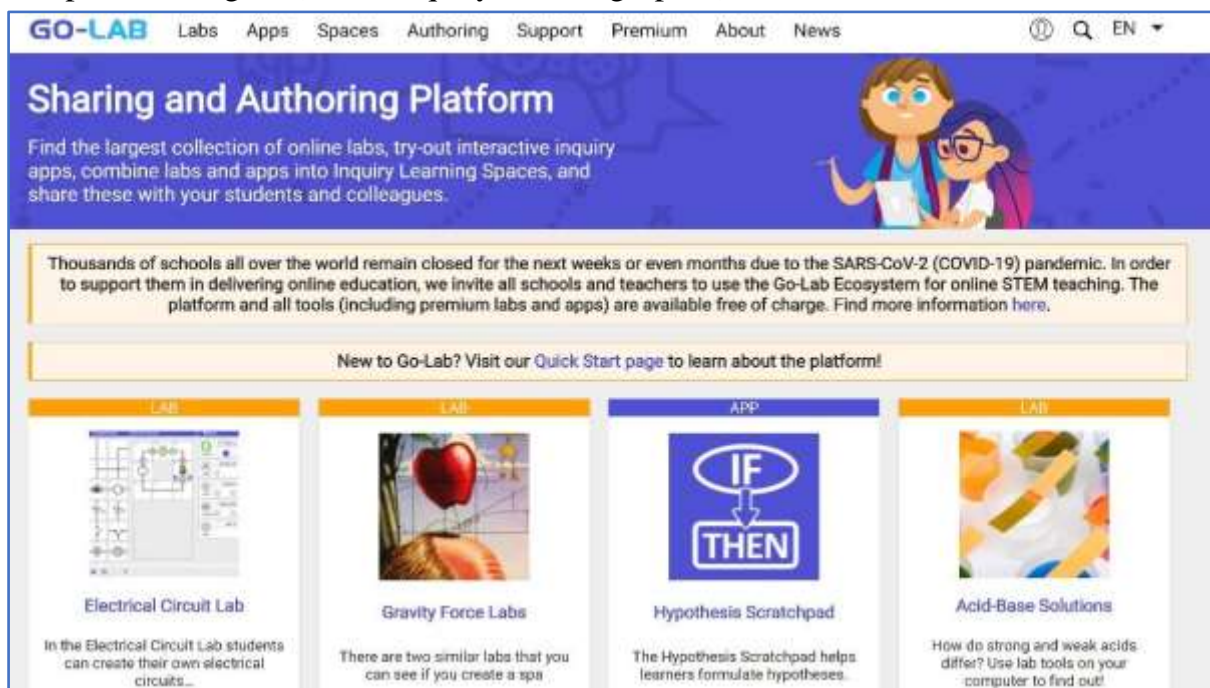 GO-LAB Labs Apps Spaces Authoring Support Premium About News EN
Sharing and Authoring Platform
Find the largest collection of online labs, try-out interactive inquiry
apps, combine labs and apps into Inquiry Learning Spaces, and
share these with your students and colleagues.
Thousands of schools all over the world remain closed for the next weeks or even months due to the SARS-CoV-2 (COVID-19) pandemic. In order
to support them in delivering online education, we invite all schools and teachers to use the Go-Lab Ecosystem for online STEM teaching. The
platform and all tools (including premium labs and apps) are available free of charge. Find more information here.
New to Go-Lab? Visit our Quick Start page to learn about the platform!
LAB
Electrical Circuit Lab
In the Electrical Circuit Lab students
can create their own electrical
circuits...
LAB
Gravity Force Labs
There are two similar labs that you
can see if you create a spa
APP
IF
THEN
Hypothesis Scratchpad
The Hypothesis Scratchpad helps
learners formulate hypotheses.
LAB
Acid-Base Solutions
How do strong and weak acids
differ? Use lab tools on your
computer to find out!